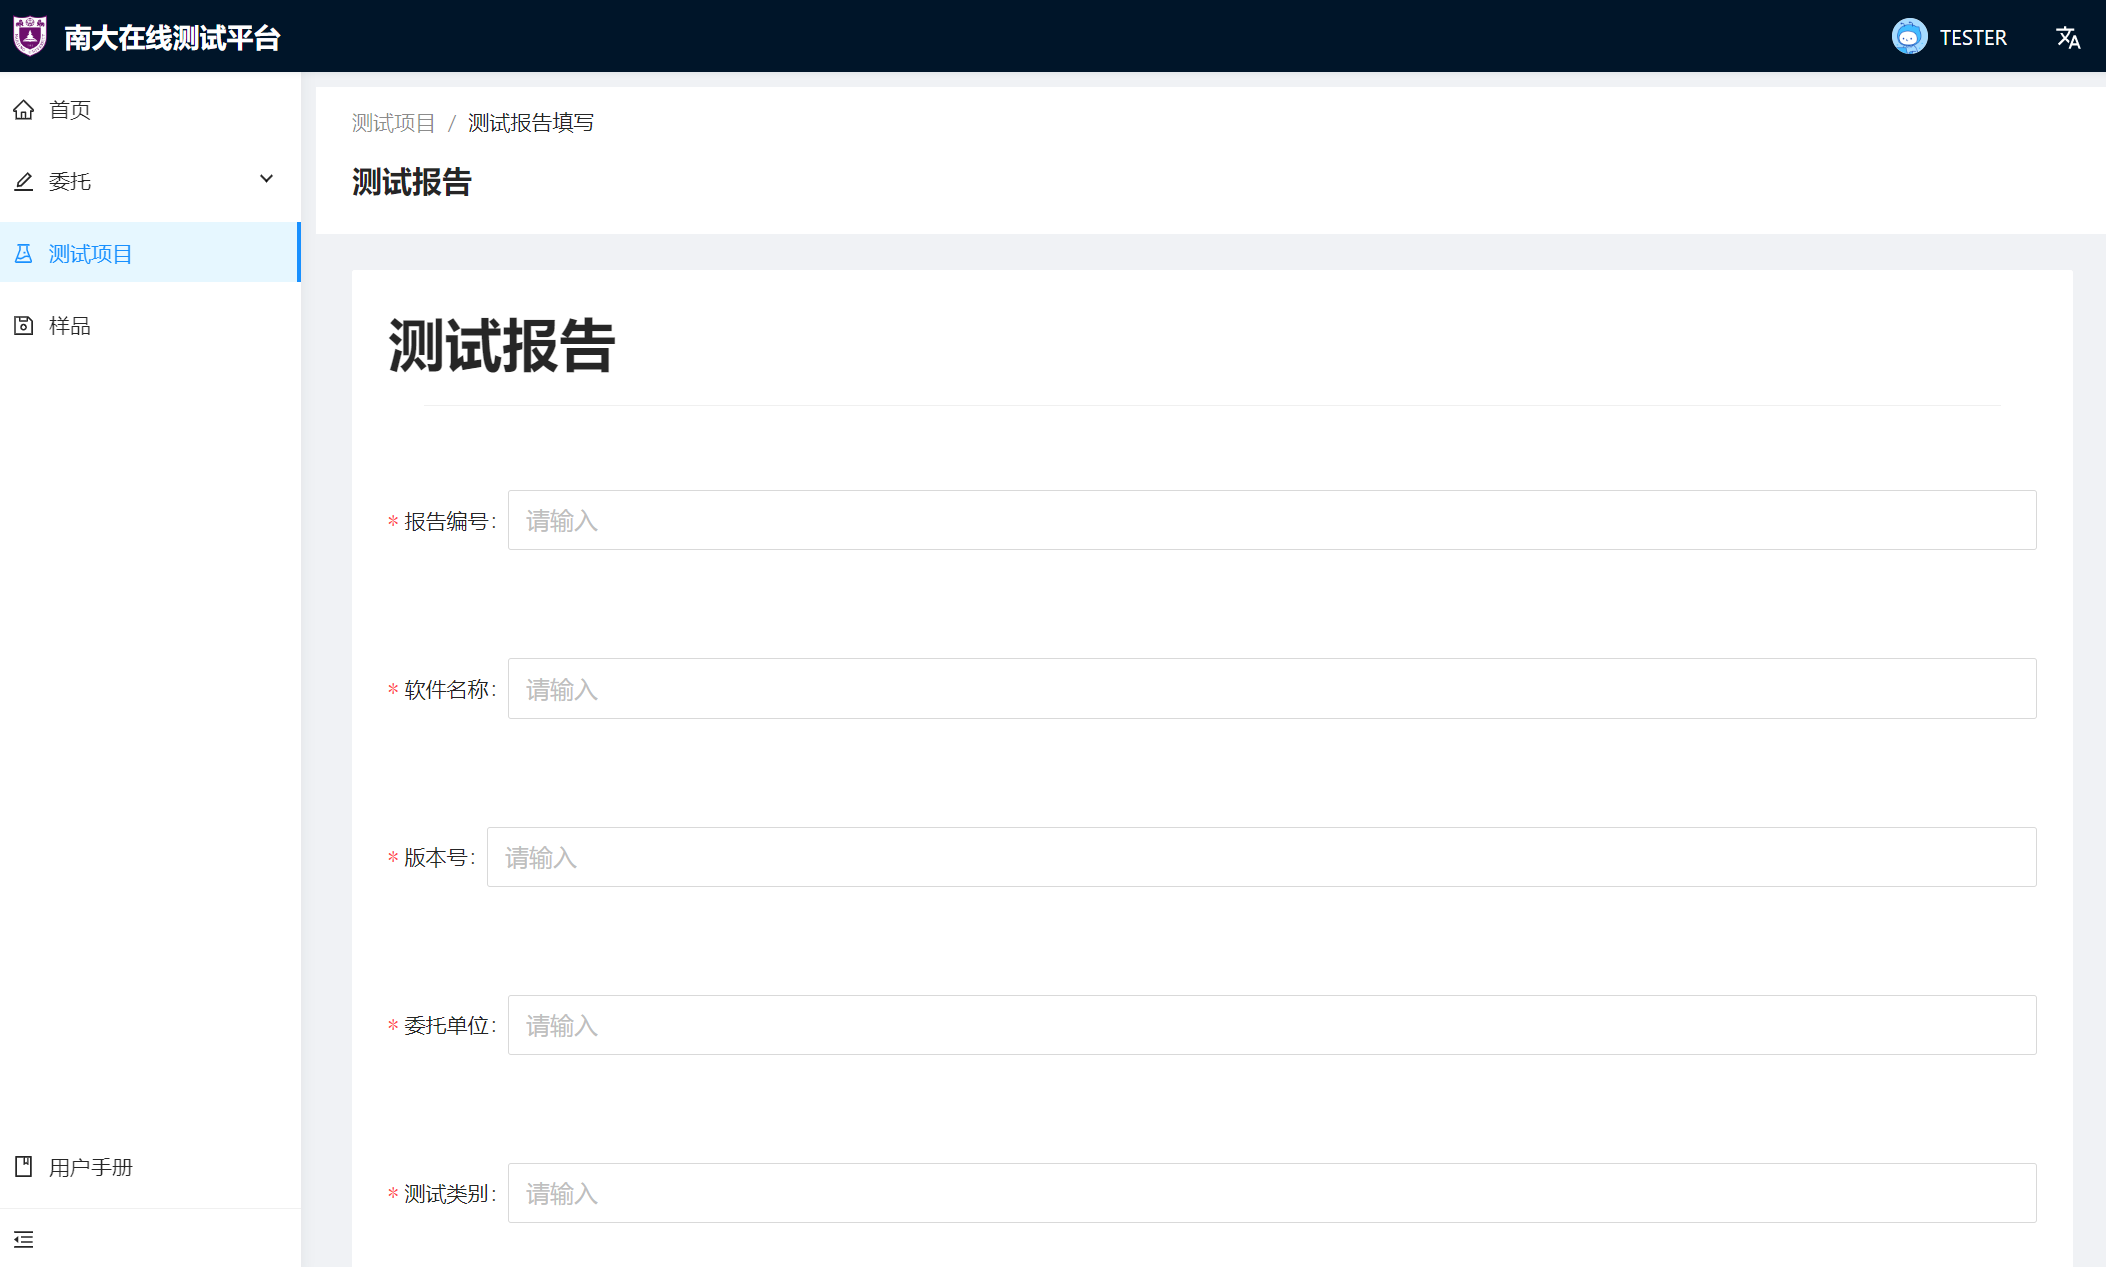 南大在线测试平台
TESTER
首页
委托
测试项目
样品
用户手册
测试项目 / 测试报告填写
测试报告
测试报告
* 报告编号: 请输入
* 软件名称: 请输入
* 版本号: 请输入
* 委托单位: 请输入
* 测试类别: 请输入